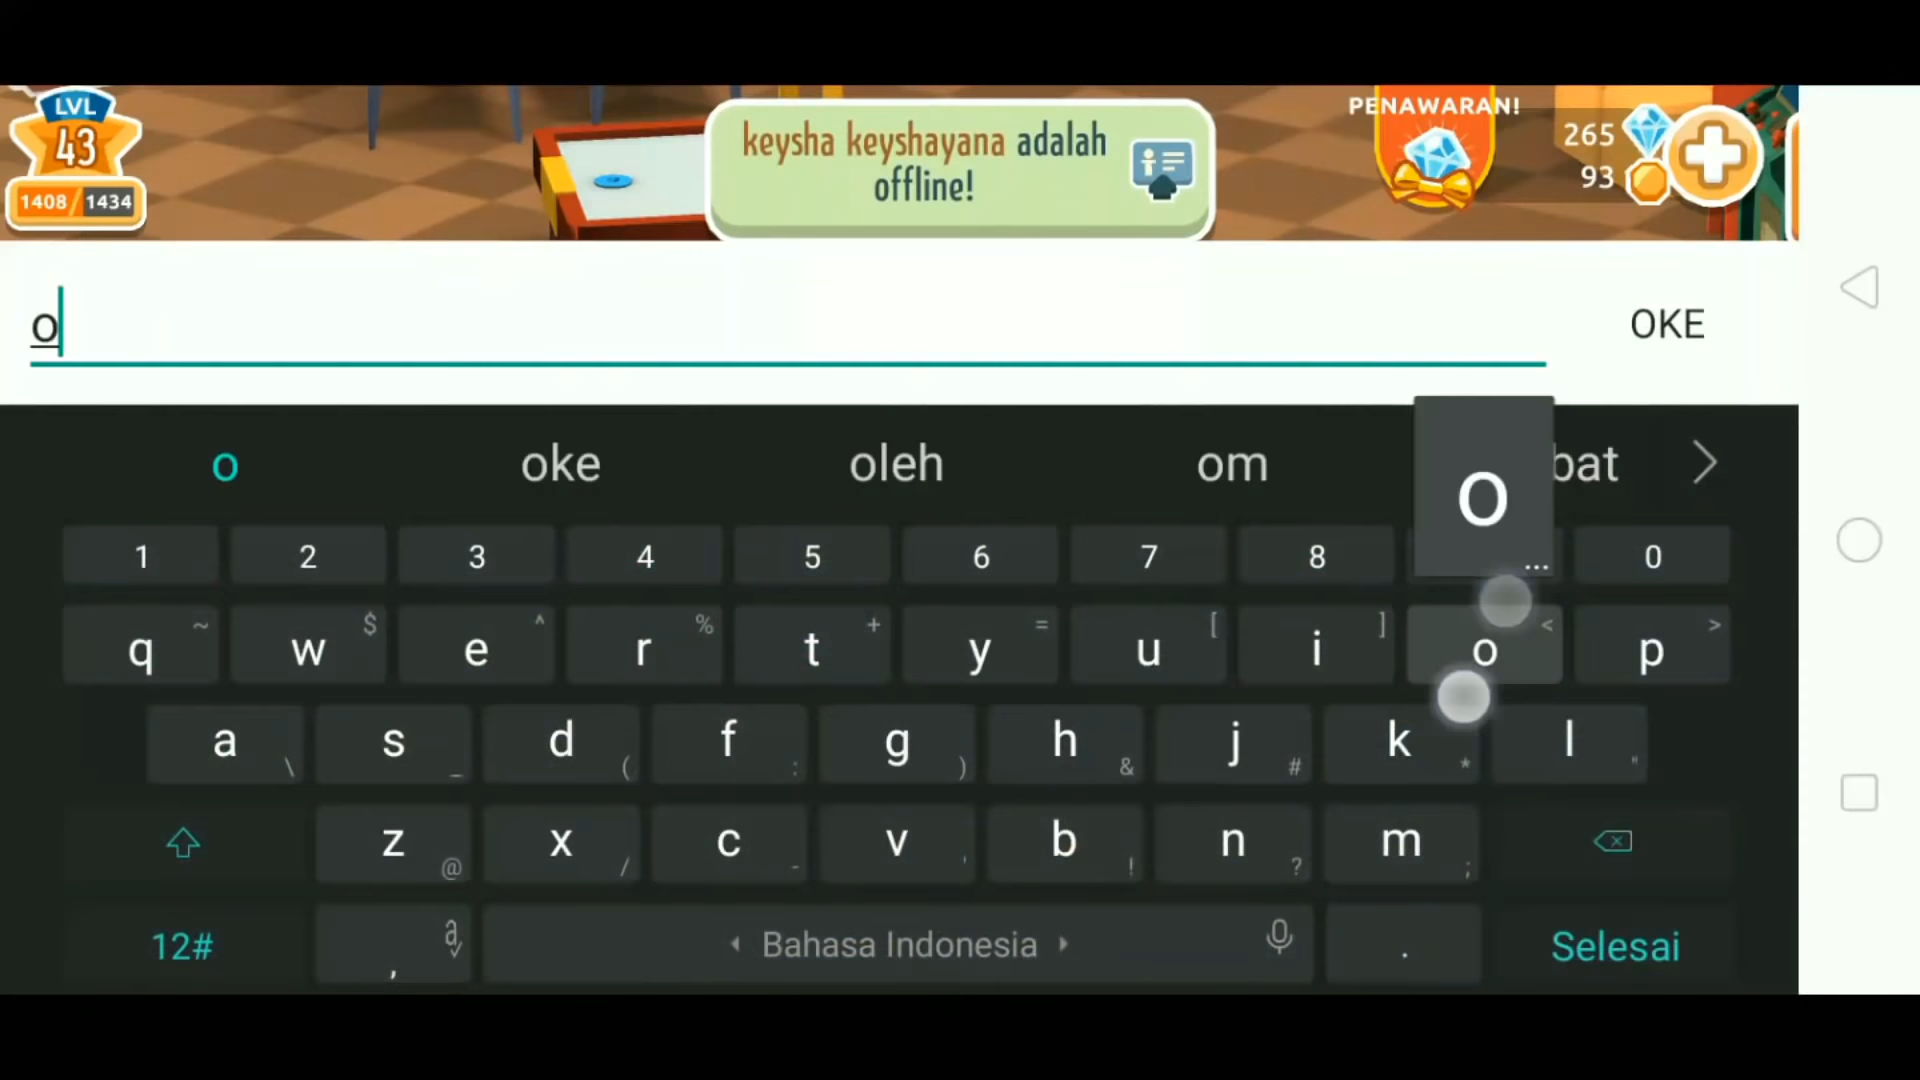 LVL
43
1408 / 1434
keysha keyshayana adalah
offline!
PENAWARAN!
265
93
o
OKE
o oke oleh om bat
o
...
1 2 3 4 5 6 7 8 0
q ~ w $ e ^ r % t + y = u [ i ] o < p >
a \ s _ d ( f : g ) h & j # k * l "
z @ x / c - v ' b ! n ? m ;
12# , a Bahasa Indonesia . Selesai